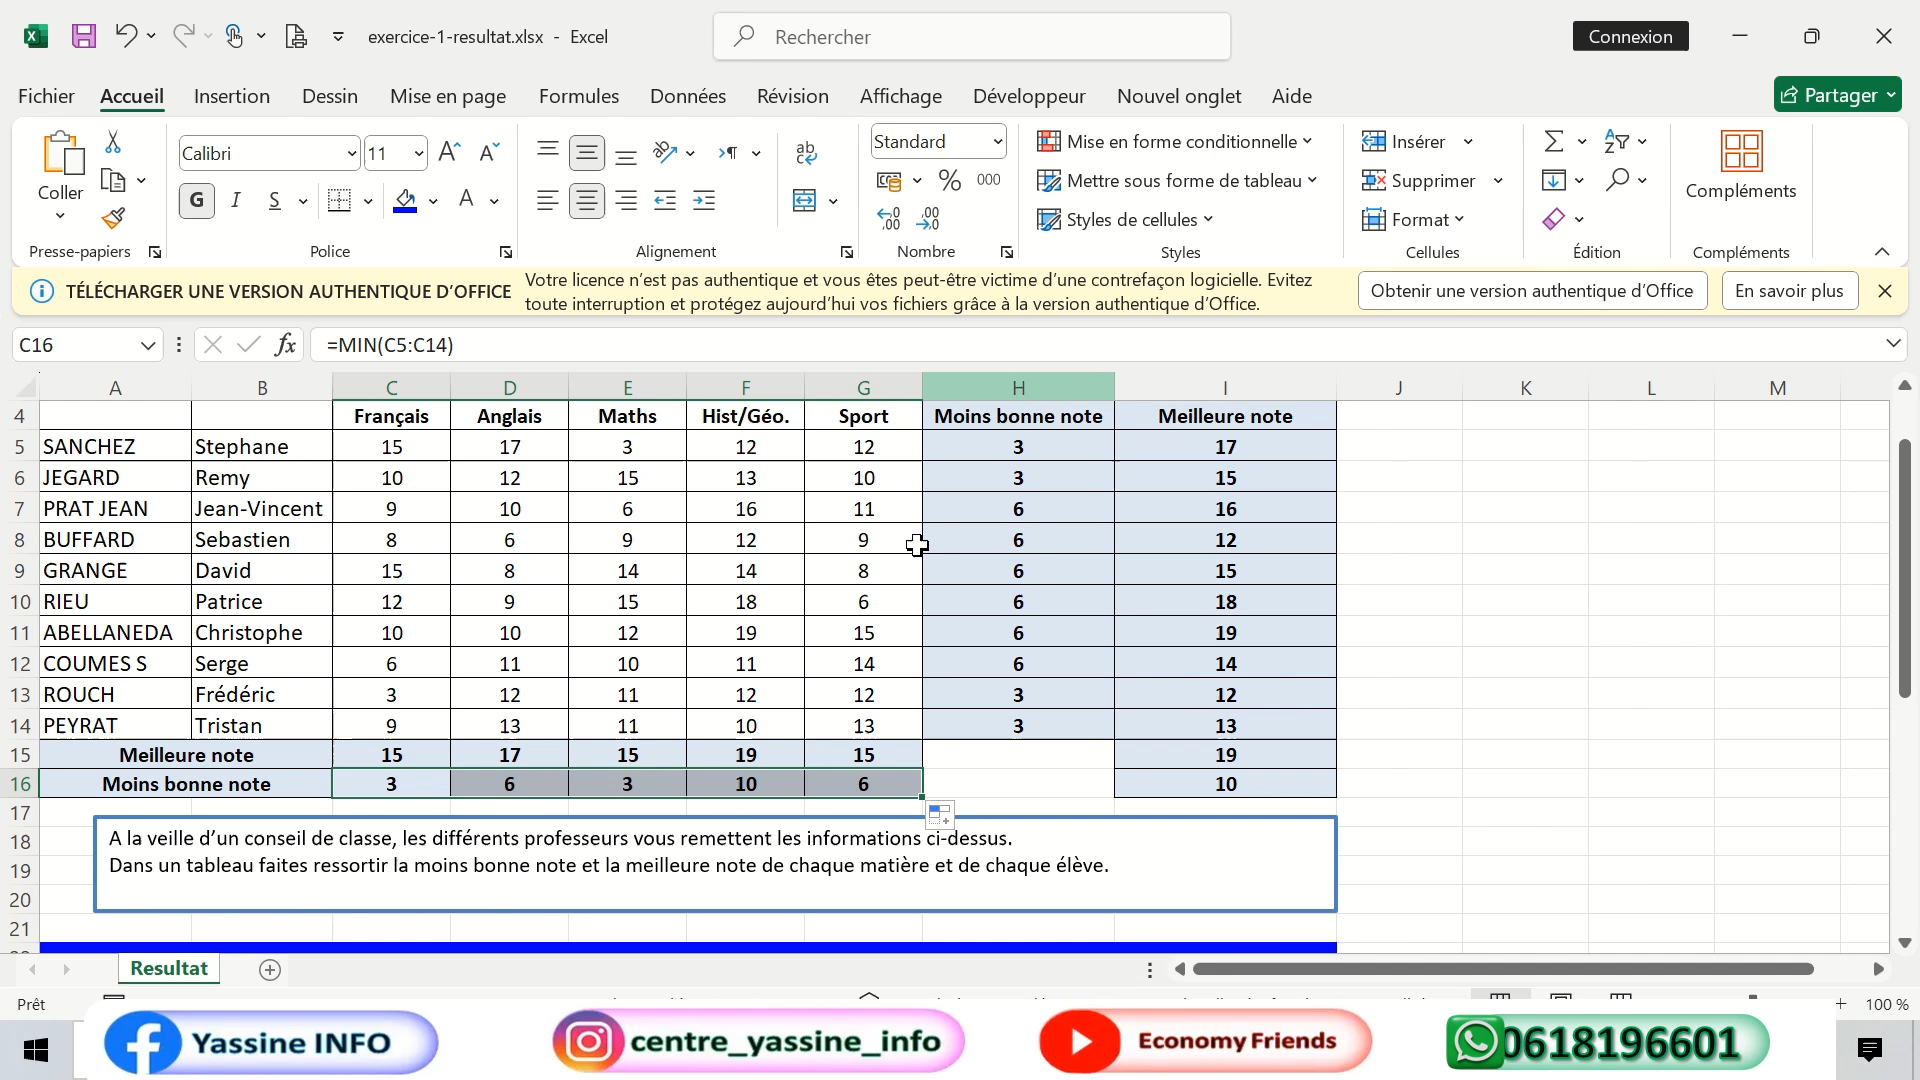 exercice-1-resultat.xlsx - Excel
Rechercher
Connexion
Fichier Accueil Insertion Dessin Mise en page Formules Données Révision Affichage Développeur Nouvel onglet Aide
Partager
Coller
Presse-papiers
Calibri 11
G I S
Police
Alignement
Standard
% 000
Nombre
Mise en forme conditionnelle
Mettre sous forme de tableau
Styles de cellules
Styles
Insérer
Supprimer
Format
Cellules
Édition
Compléments
Compléments
TÉLÉCHARGER UNE VERSION AUTHENTIQUE D'OFFICE
Votre licence n'est pas authentique et vous êtes peut-être victime d'une contrefaçon logicielle. Evitez
toute interruption et protégez aujourd'hui vos fichiers grâce à la version authentique d'Office.
Obtenir une version authentique d'Office
En savoir plus
C16
fx =MIN(C5:C14)
A B C D E F G H I J K L M
4 Français Anglais Maths Hist/Géo. Sport Moins bonne note Meilleure note
5 SANCHEZ Stephane 15 17 3 12 12 3 17
6 JEGARD Remy 10 12 15 13 10 3 15
7 PRAT JEAN Jean-Vincent 9 10 6 16 11 6 16
8 BUFFARD Sebastien 8 6 9 12 9 6 12
9 GRANGE David 15 8 14 14 8 6 15
10 RIEU Patrice 12 9 15 18 6 6 18
11 ABELLANEDA Christophe 10 10 12 19 15 6 19
12 COUMES S Serge 6 11 10 11 14 6 14
13 ROUCH Frédéric 3 12 11 12 12 3 12
14 PEYRAT Tristan 9 13 11 10 13 3 13
15 Meilleure note 15 17 15 19 15 19
16 Moins bonne note 3 6 3 10 6 10
17
18
19
20
21
A la veille d'un conseil de classe, les différents professeurs vous remettent les informations ci-dessus.
Dans un tableau faites ressortir la moins bonne note et la meilleure note de chaque matière et de chaque élève.
Resultat
Prêt
100 %
Yassine INFO
centre_yassine_info
Economy Friends
0618196601